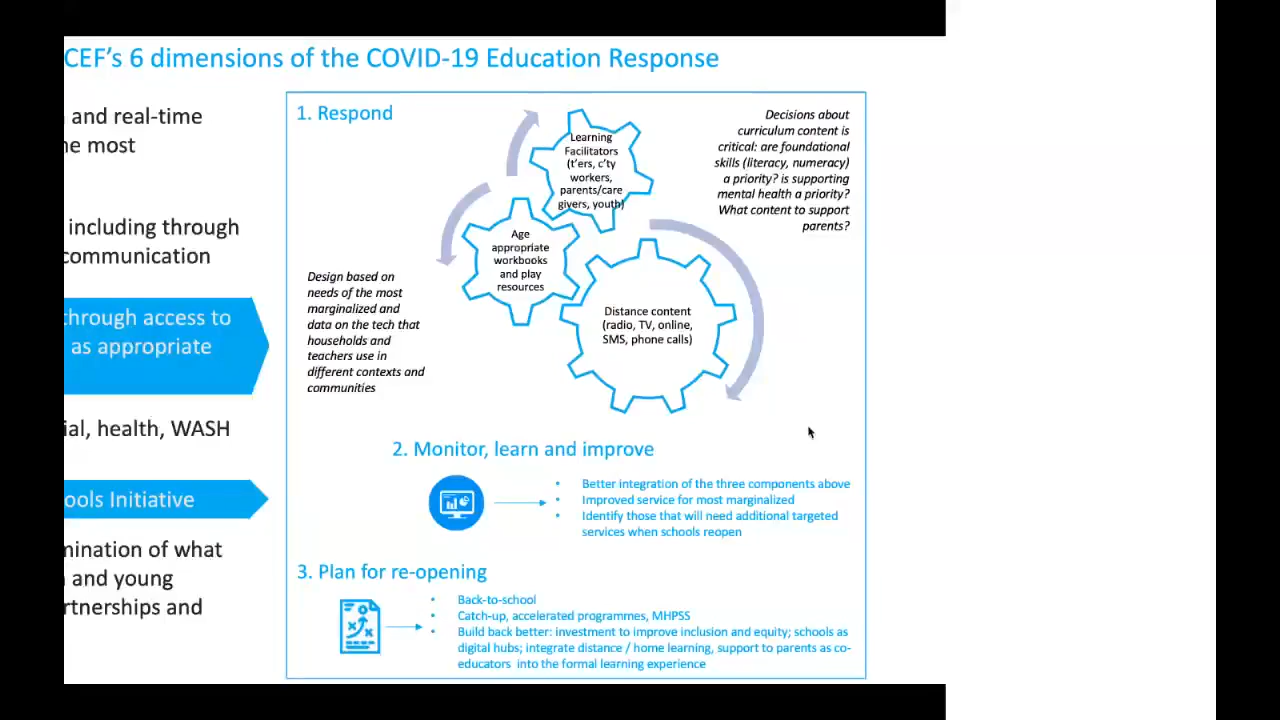 CEF's 6 dimensions of the COVID-19 Education Response
and real-time
most
including through
communication
through access to
as appropriate
health, WASH
Initiative
of what
and young
and
1. Respond
Learning
Facilitators
(t'ers, c'ty
workers,
parents/care
givers, youth)
Decisions about
curriculum content is
critical: are foundational
skills (literacy, numeracy)
a priority? is supporting
mental health a priority?
What content to support
parents?
Age
appropriate
workbooks
and play
resources
Design based on
needs of the most
marginalized and
data on the tech that
households and
teachers use in
different contexts and
communities
Distance content
(radio, TV, online,
SMS, phone calls)
2. Monitor, learn and improve
• Better integration of the three components above
• Improved service for most marginalized
• Identify those that will need additional targeted
services when schools reopen
3. Plan for re-opening
• Back-to-school
• Catch-up, accelerated programmes, MHPSS
• Build back better: investment to improve inclusion and equity; schools as
digital hubs; integrate distance / home learning, support to parents as co-
educators into the formal learning experience